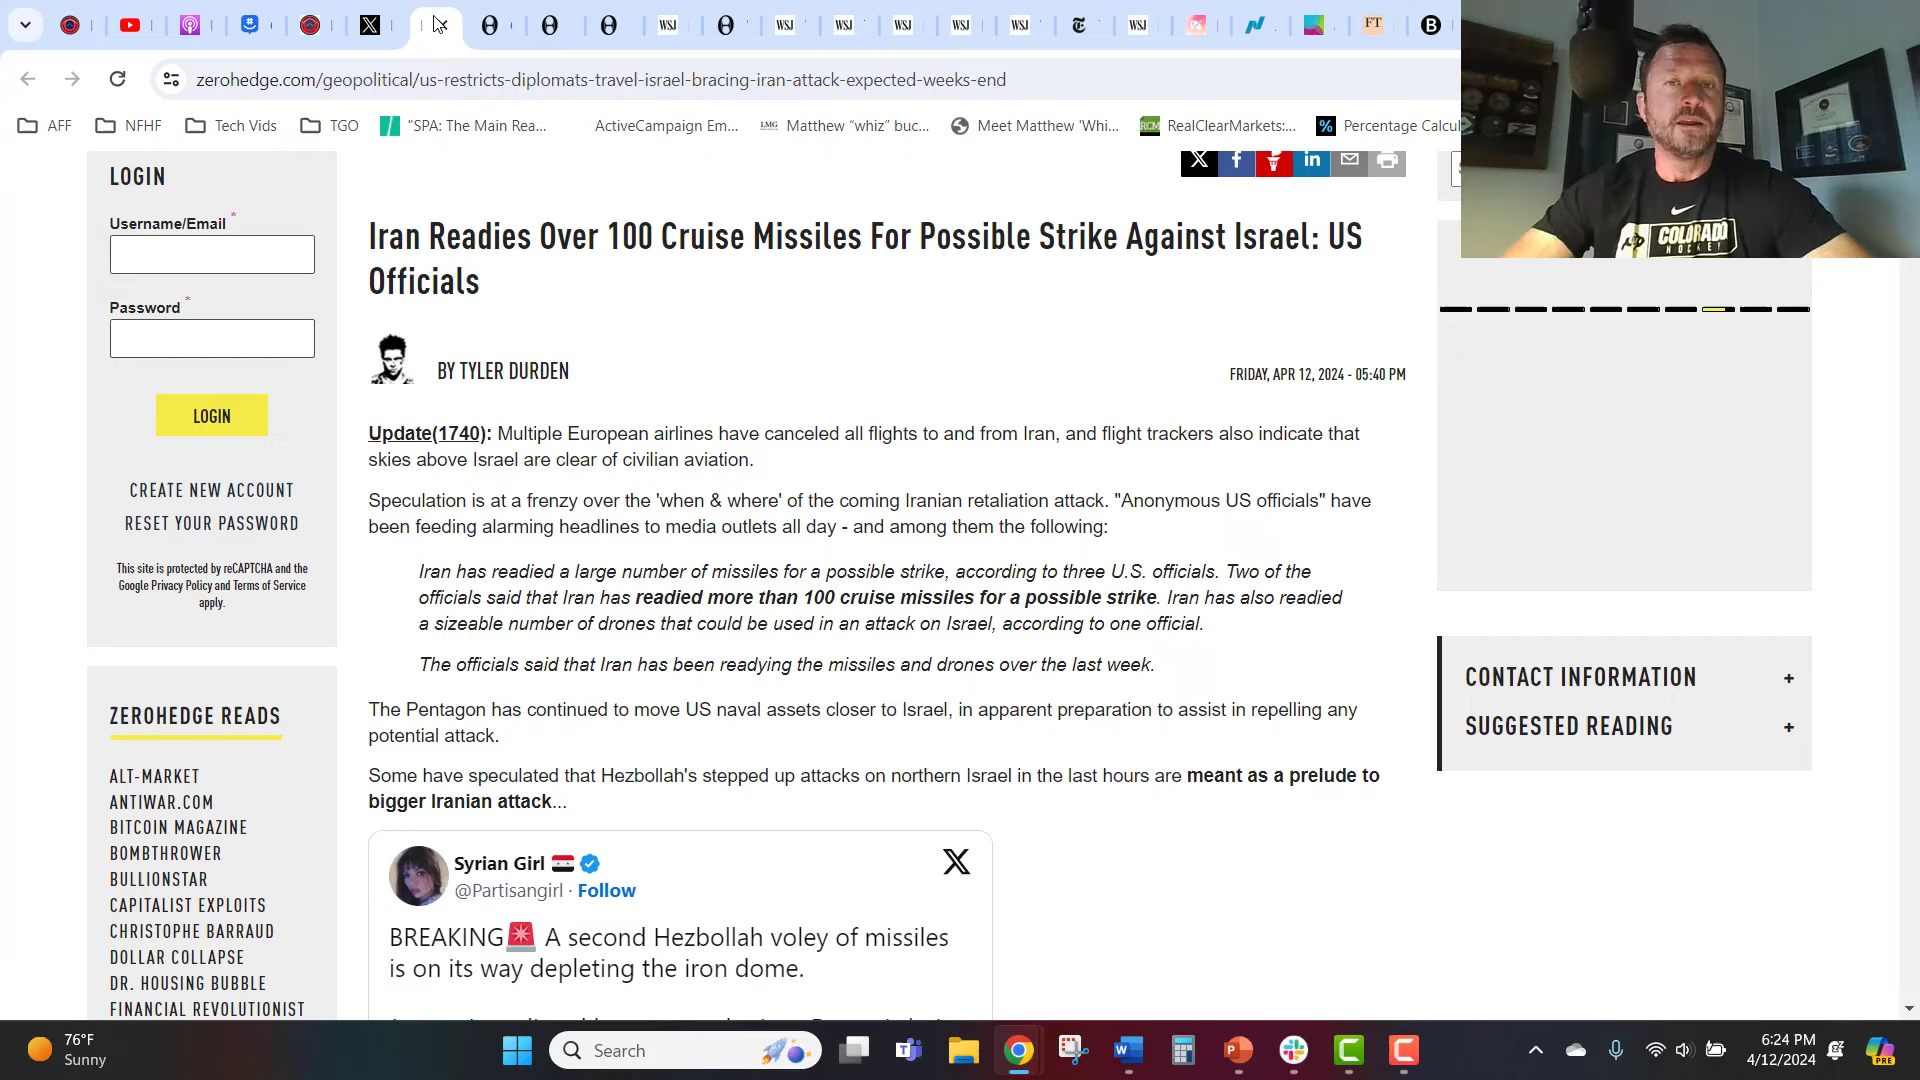 WSJ
WSJ
WSJ
WSJ
WSJ
WSJ
WSJ
FT
B
zerohedge.com/geopolitical/us-restricts-diplomats-travel-israel-bracing-iran-attack-expected-weeks-end
AFF
NFHF
Tech Vids
TGO
"SPA: The Main Rea...
ActiveCampaign Em...
LMG
Matthew “whiz” buc...
Meet Matthew 'Whi...
RCM
RealClearMarkets:...
%
Percentage Calcul
COLORADO
HOCKEY
LOGIN
Username/Email *
Password *
LOGIN
CREATE NEW ACCOUNT
RESET YOUR PASSWORD
This site is protected by reCAPTCHA and the
Google Privacy Policy and Terms of Service
apply.
ZEROHEDGE READS
ALT-MARKET
ANTIWAR.COM
BITCOIN MAGAZINE
BOMBTHROWER
BULLIONSTAR
CAPITALIST EXPLOITS
CHRISTOPHE BARRAUD
DOLLAR COLLAPSE
DR. HOUSING BUBBLE
FINANCIAL REVOLUTIONIST
Iran Readies Over 100 Cruise Missiles For Possible Strike Against Israel: US
Officials
BY TYLER DURDEN
FRIDAY, APR 12, 2024 - 05:40 PM
Update(1740): Multiple European airlines have canceled all flights to and from Iran, and flight trackers also indicate that
skies above Israel are clear of civilian aviation.
Speculation is at a frenzy over the 'when & where' of the coming Iranian retaliation attack. "Anonymous US officials" have
been feeding alarming headlines to media outlets all day - and among them the following:
Iran has readied a large number of missiles for a possible strike, according to three U.S. officials. Two of the
officials said that Iran has readied more than 100 cruise missiles for a possible strike. Iran has also readied
a sizeable number of drones that could be used in an attack on Israel, according to one official.
The officials said that Iran has been readying the missiles and drones over the last week.
The Pentagon has continued to move US naval assets closer to Israel, in apparent preparation to assist in repelling any
potential attack.
Some have speculated that Hezbollah's stepped up attacks on northern Israel in the last hours are meant as a prelude to
bigger Iranian attack...
Syrian Girl
@Partisangirl · Follow
BREAKING A second Hezbollah voley of missiles
is on its way depleting the iron dome.
CONTACT INFORMATION +
SUGGESTED READING +
76°F
Sunny
Search
6:24 PM
4/12/2024
PRE